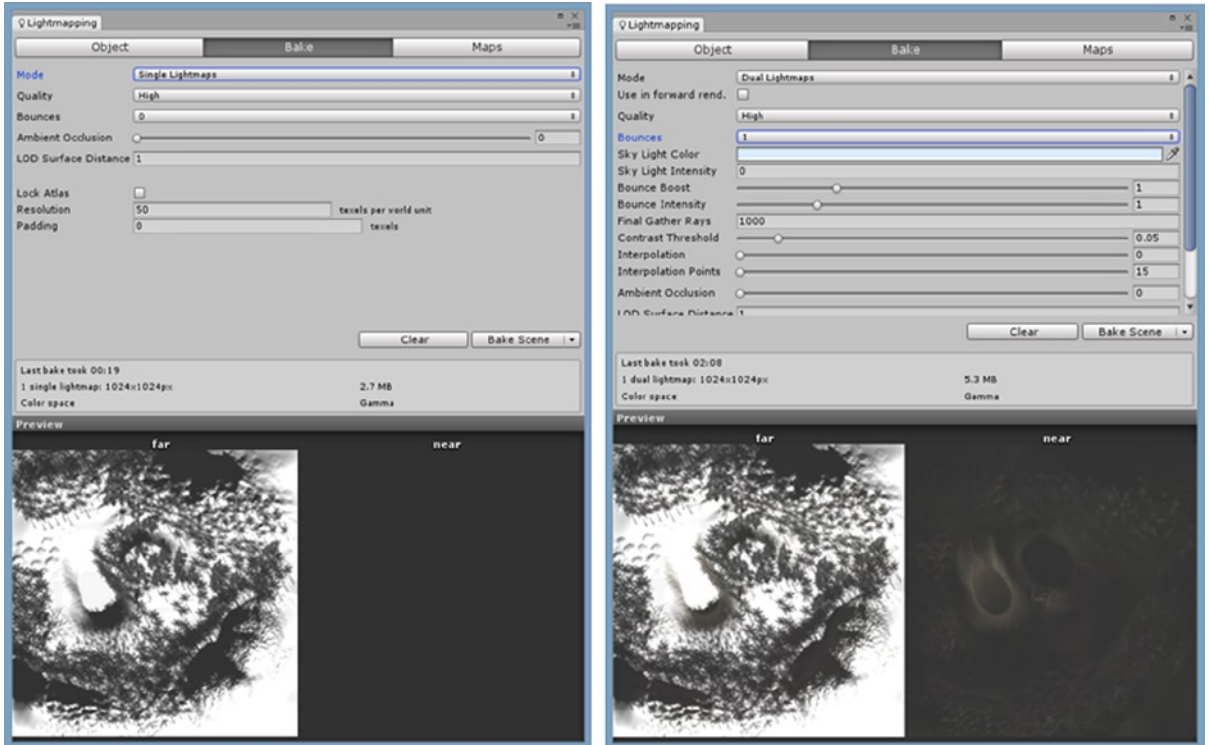 Lightmapping
Object Bake Maps
Mode Single Lightmaps
Quality High
Bounces 0
Ambient Occlusion 0
LOD Surface Distance 1
Lock Atlas
Resolution 50 texels per world unit
Padding 0 texels
Clear Bake Scene
Last bake took 00:19
1 single lightmap: 1024x1024px 2.7 MB
Color space Gamma
Preview
far near
Lightmapping
Object Bake Maps
Mode Dual Lightmaps
Use in forward rend.
Quality High
Bounces 1
Sky Light Color
Sky Light Intensity 0
Bounce Boost 1
Bounce Intensity 1
Final Gather Rays 1000
Contrast Threshold 0.05
Interpolation 0
Interpolation Points 15
Ambient Occlusion 0
LOD Surface Distance 1
Clear Bake Scene
Last bake took 02:08
1 dual lightmap: 1024x1024px 5.3 MB
Color space Gamma
Preview
far near